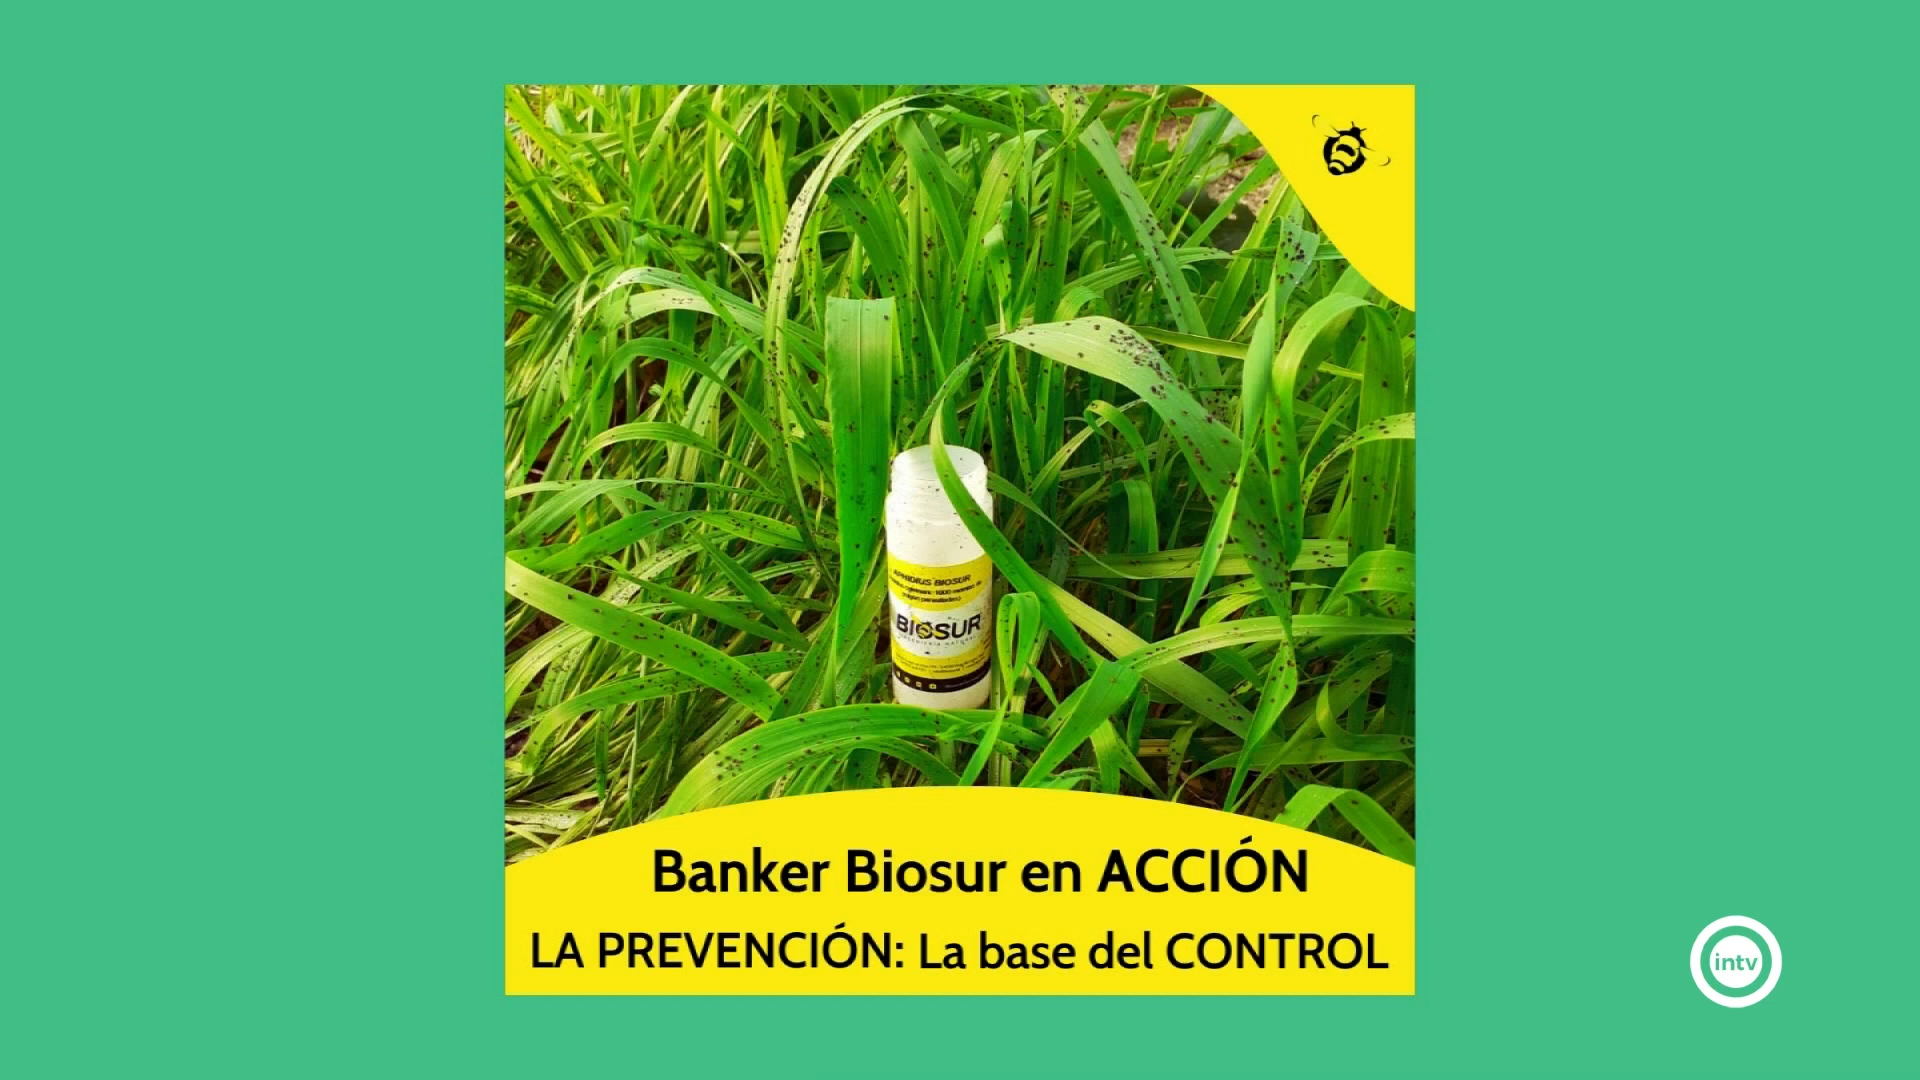 APHIDIUS BIOSUR
BIOSUR
Banker Biosur en ACCIÓN
LA PREVENCIÓN: La base del CONTROL
intv